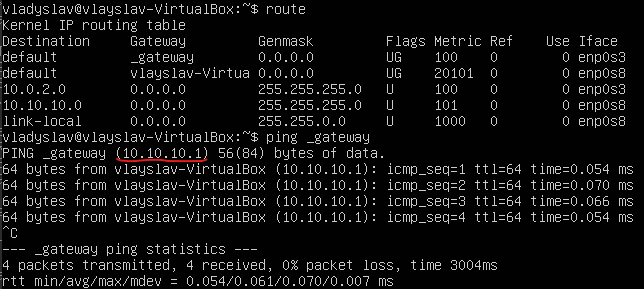 vladyslav@vlayslav-VirtualBox:~$ route
Kernel IP routing table
Destination     Gateway         Genmask         Flags Metric Ref    Use Iface
default         _gateway        0.0.0.0         UG    100    0        0 enp0s3
default         vlayslav-Virtua 0.0.0.0         UG    20101  0        0 enp0s8
10.0.2.0        0.0.0.0         255.255.255.0   U     100    0        0 enp0s3
10.10.10.0      0.0.0.0         255.255.255.0   U     101    0        0 enp0s8
link-local      0.0.0.0         255.255.0.0     U     1000   0        0 enp0s8
vladyslav@vlayslav-VirtualBox:~$ ping _gateway
PING _gateway (10.10.10.1) 56(84) bytes of data.
64 bytes from vlayslav-VirtualBox (10.10.10.1): icmp_seq=1 ttl=64 time=0.054 ms
64 bytes from vlayslav-VirtualBox (10.10.10.1): icmp_seq=2 ttl=64 time=0.070 ms
64 bytes from vlayslav-VirtualBox (10.10.10.1): icmp_seq=3 ttl=64 time=0.066 ms
64 bytes from vlayslav-VirtualBox (10.10.10.1): icmp_seq=4 ttl=64 time=0.054 ms
^C
--- _gateway ping statistics ---
4 packets transmitted, 4 received, 0% packet loss, time 3004ms
rtt min/avg/max/mdev = 0.054/0.061/0.070/0.007 ms